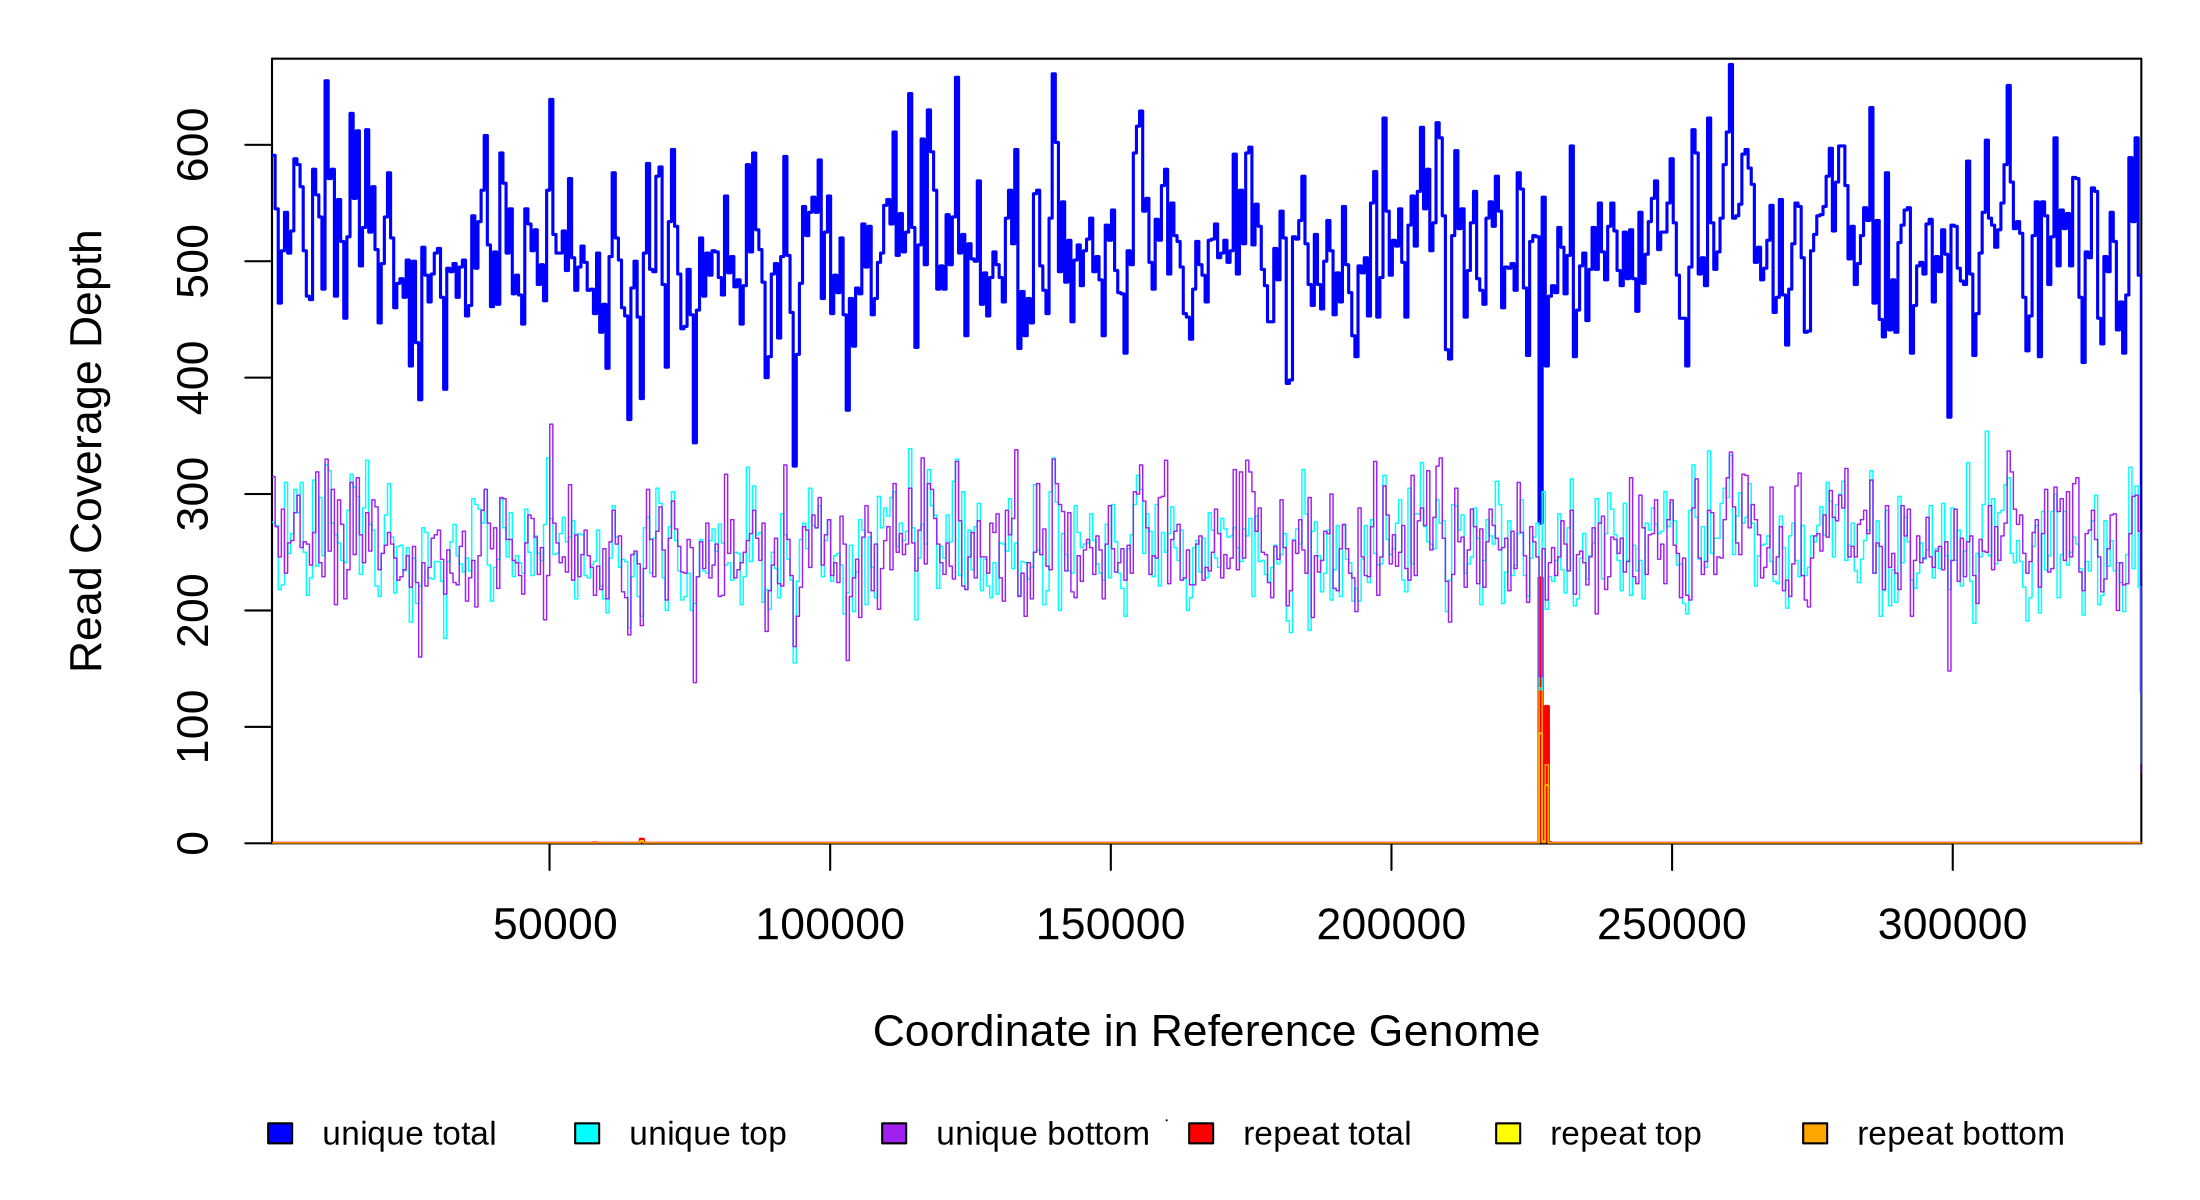 Read Coverage Depth
600
500
400
300
200
100
0
50000 100000 150000 200000 250000 300000
Coordinate in Reference Genome
unique total unique top unique bottom repeat total repeat top repeat bottom